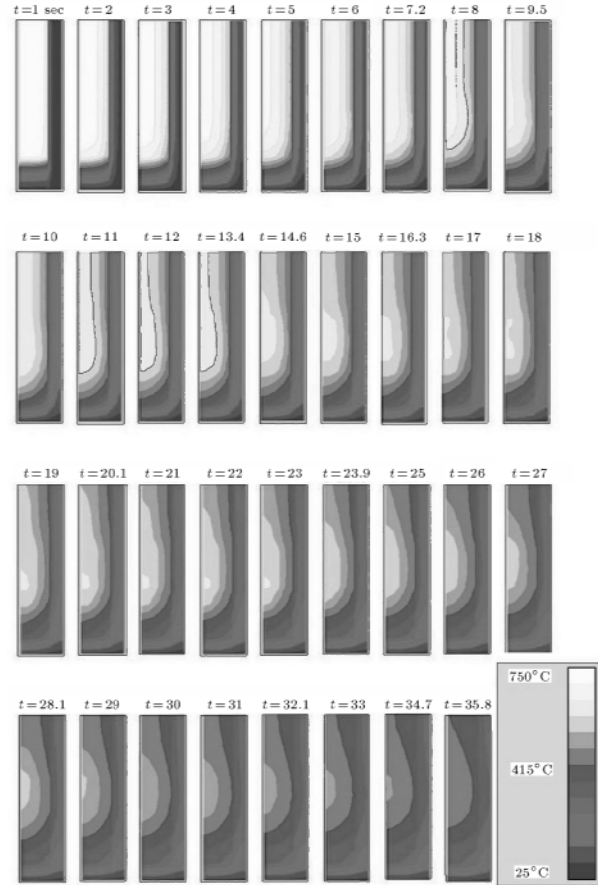 t=1 sec t=2 t=3 t=4 t=5 t=6 t=7.2 t=8 t=9.5
t=10 t=11 t=12 t=13.4 t=14.6 t=15 t=16.3 t=17 t=18
t=19 t=20.1 t=21 t=22 t=23 t=23.9 t=25 t=26 t=27
t=28.1 t=29 t=30 t=31 t=32.1 t=33 t=34.7 t=35.8
750°C
415°C
25°C